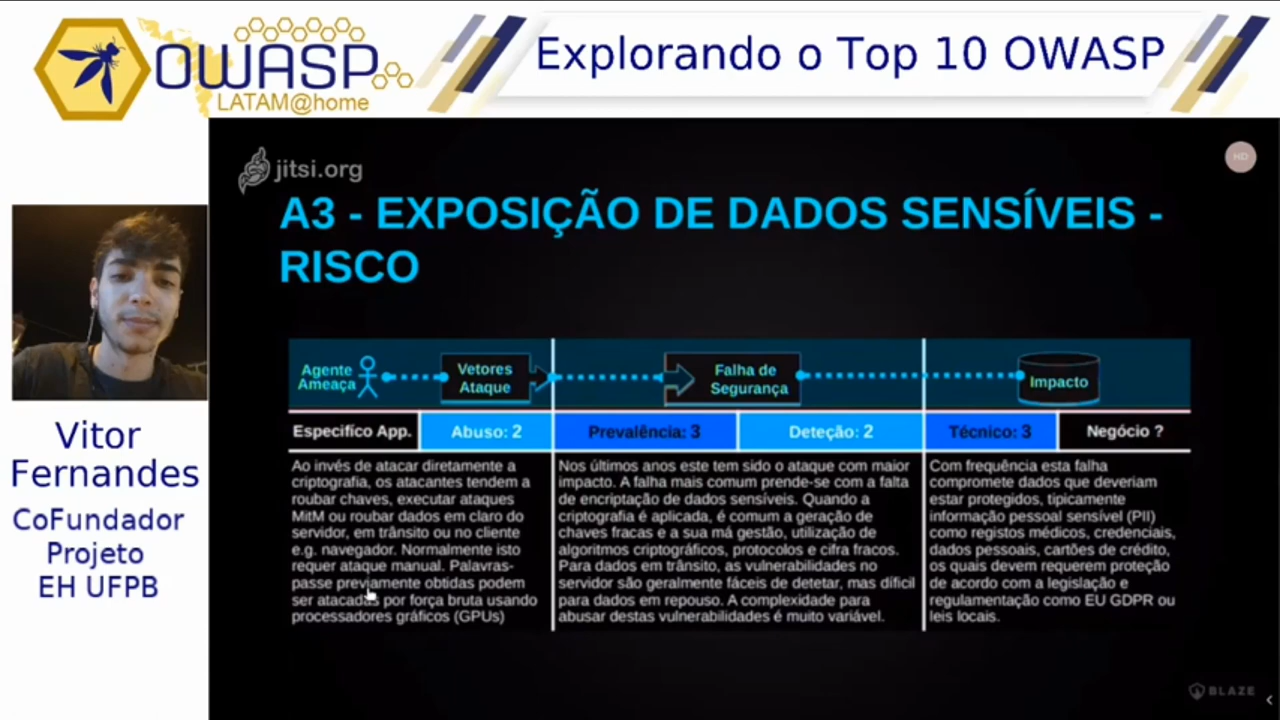 OWASP
LATAM@home
Explorando o Top 10 OWASP
jitsi.org
HD
A3 - EXPOSIÇÃO DE DADOS SENSÍVEIS -
RISCO
Agente
Ameaça
Vetores
Ataque
Falha de
Segurança
Impacto
Especifíco App.
Abuso: 2
Prevalência: 3
Deteção: 2
Técnico: 3
Negócio ?
Ao invés de atacar diretamente a
criptografia, os atacantes tendem a
roubar chaves, executar ataques
MitM ou roubar dados em claro do
servidor, em trânsito ou no cliente
e.g. navegador. Normalmente isto
requer ataque manual. Palavras-
passe previamente obtidas podem
ser atacadas por força bruta usando
processadores gráficos (GPUs)
Nos últimos anos este tem sido o ataque com maior
impacto. A falha mais comum prende-se com a falta
de encriptação de dados sensíveis. Quando a
criptografia é aplicada, é comum a geração de
chaves fracas e a sua má gestão, utilização de
algoritmos criptográficos, protocolos e cifra fracos.
Para dados em trânsito, as vulnerabilidades no
servidor são geralmente fáceis de detetar, mas difícil
para dados em repouso. A complexidade para
abusar destas vulnerabilidades é muito variável.
Com frequência esta falha
compromete dados que deveriam
estar protegidos, tipicamente
informação pessoal sensível (PII)
como registos médicos, credenciais,
dados pessoais, cartões de crédito,
os quais devem requerem proteção
de acordo com a legislação e
regulamentação como EU GDPR ou
leis locais.
Vitor
Fernandes
CoFundador
Projeto
EH UFPB
BLAZE